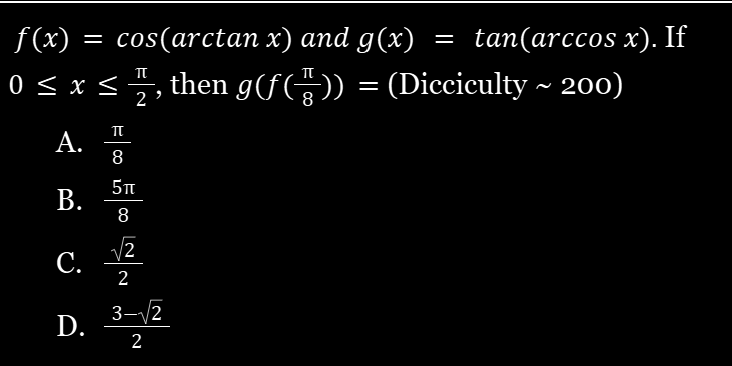 f(x) = cos(arctan x) and g(x) = tan(arccos x). If
0 ≤ x ≤ π/2, then g(f(π/8)) = (Dicciculty ~ 200)
A. π/8
B. 5π/8
C. √2/2
D. 3−√2/2